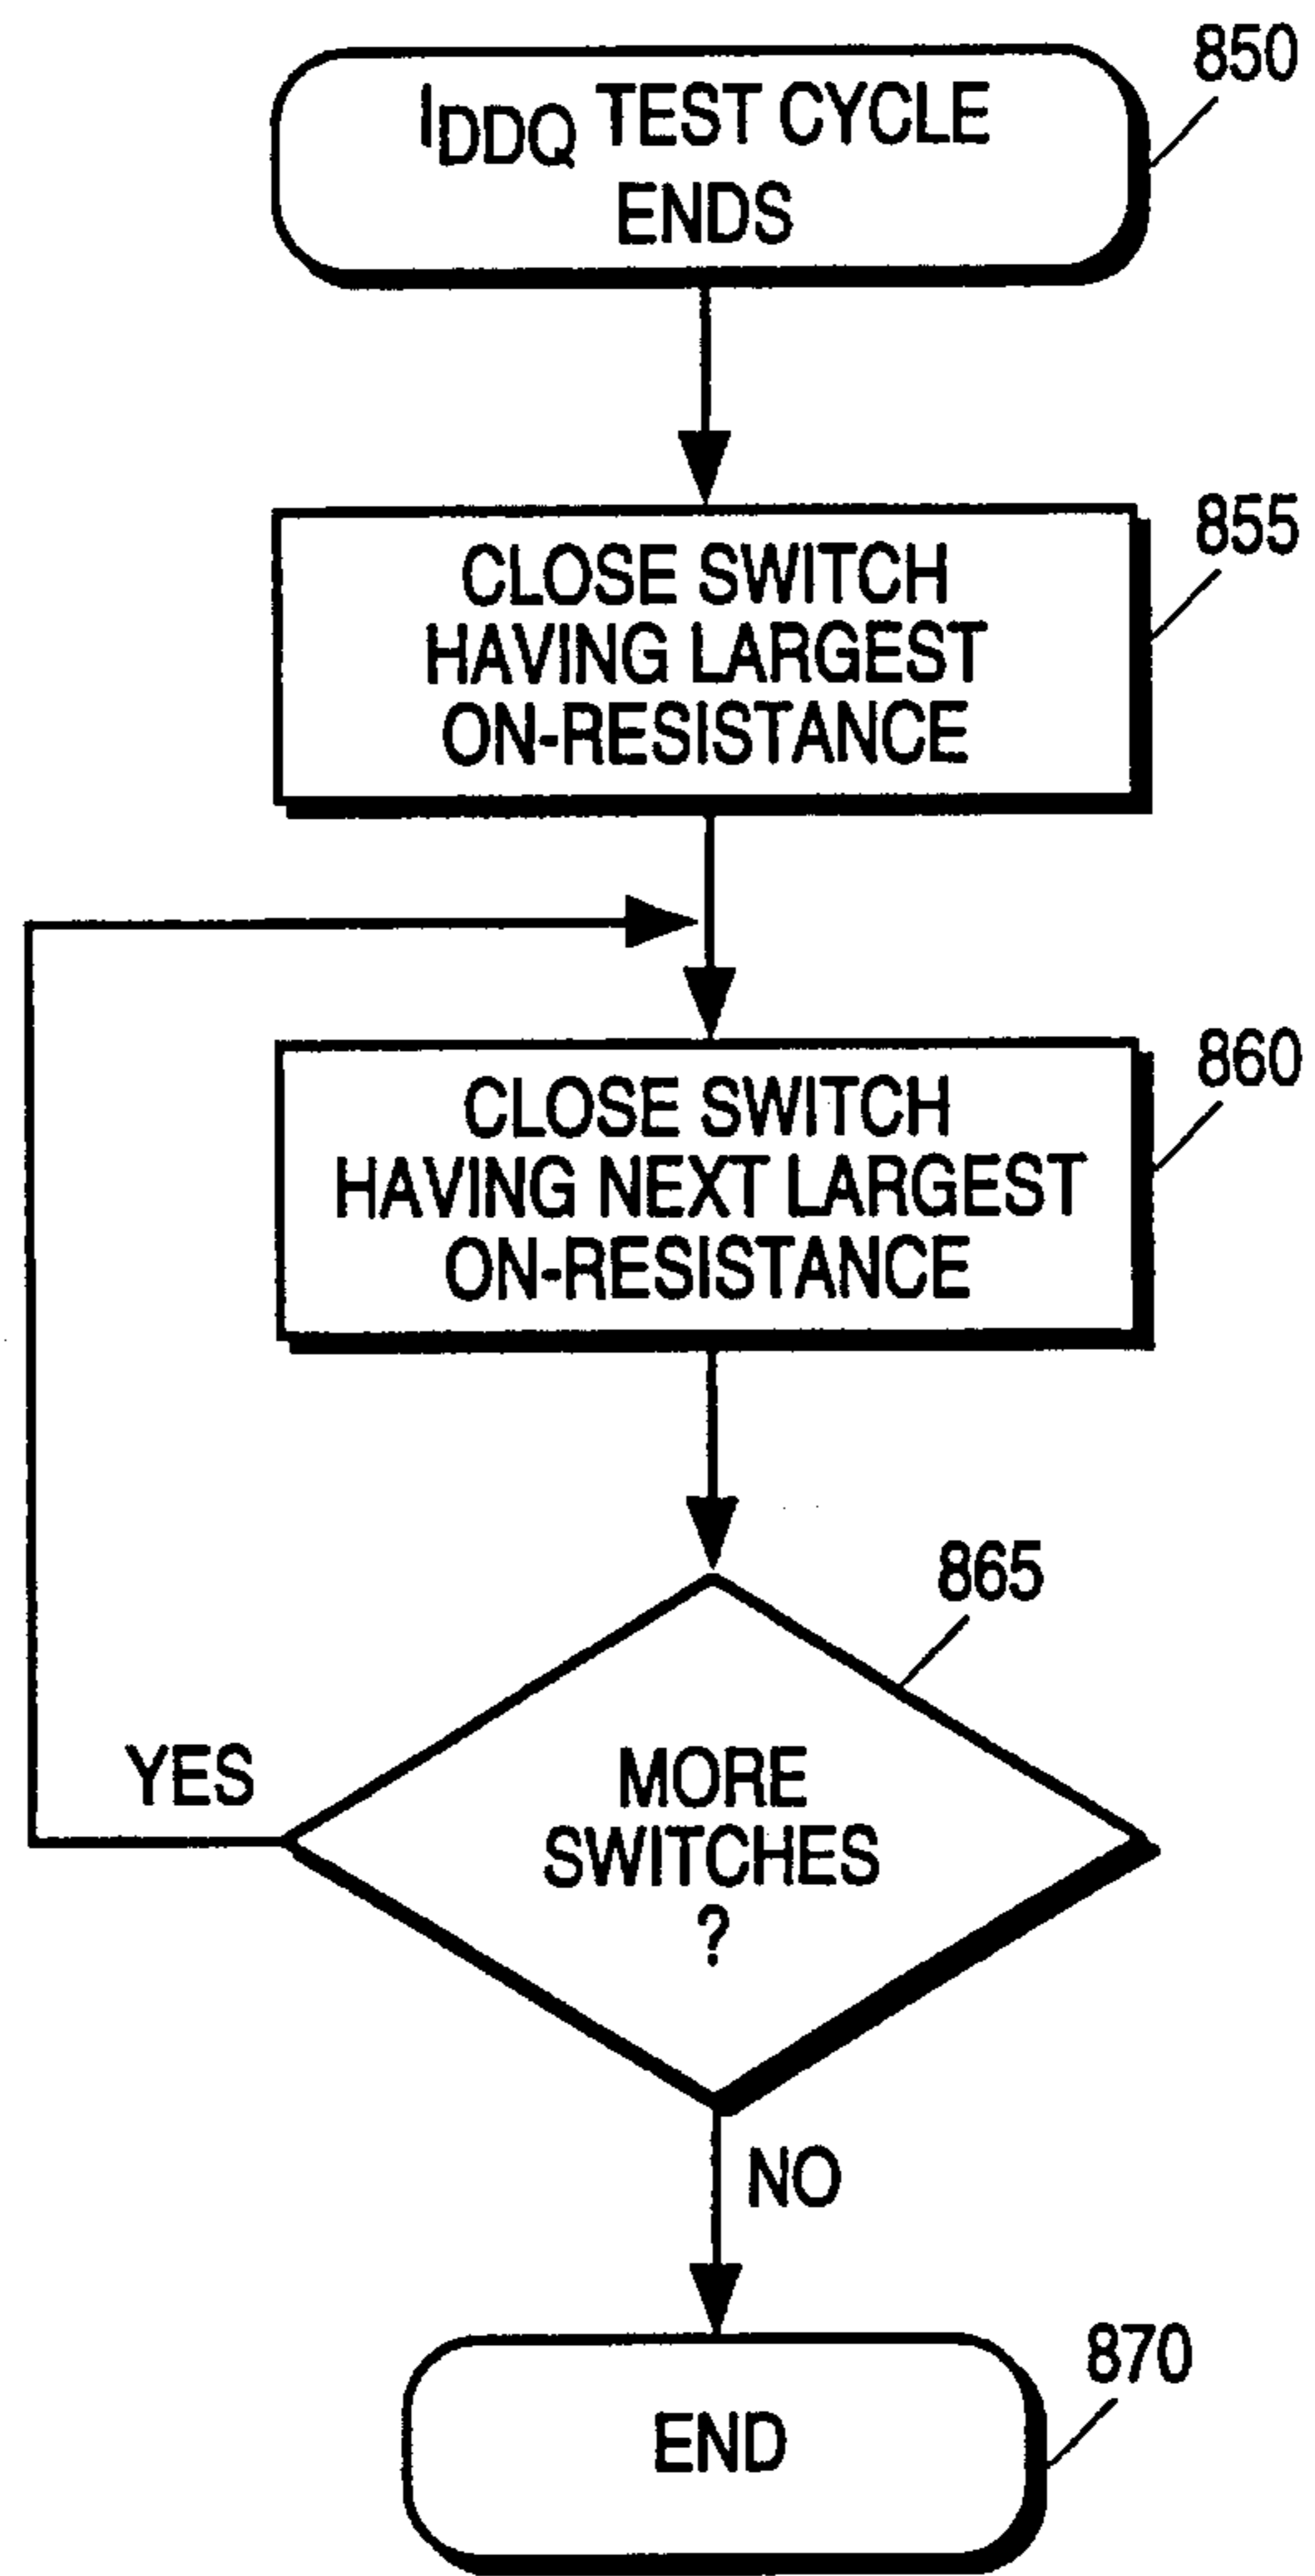 850
IDDQ TEST CYCLE
ENDS
855
CLOSE SWITCH
HAVING LARGEST
ON-RESISTANCE
860
CLOSE SWITCH
HAVING NEXT LARGEST
ON-RESISTANCE
865
YES
MORE
SWITCHES
?
NO
870
END